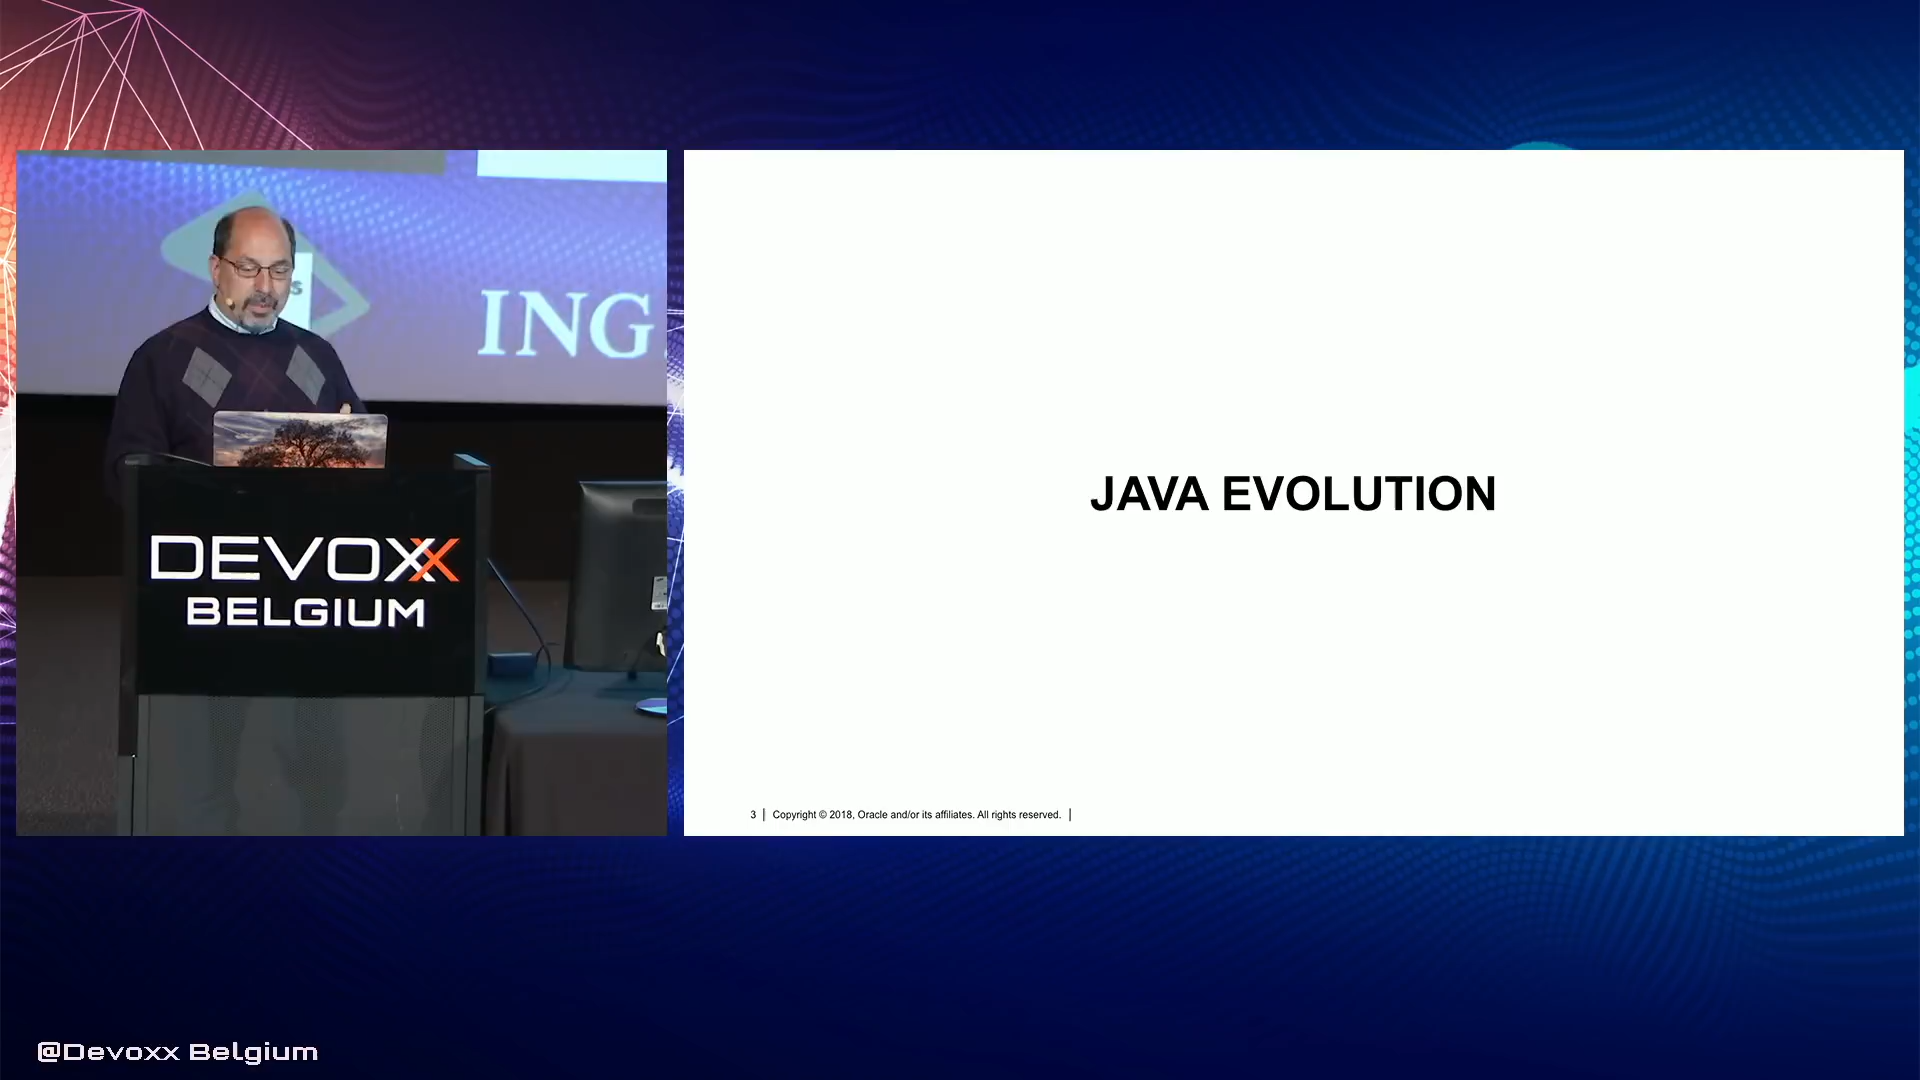 ING
DEVOXX
BELGIUM
JAVA EVOLUTION
3 | Copyright © 2018, Oracle and/or its affiliates. All rights reserved. |
@Devoxx Belgium